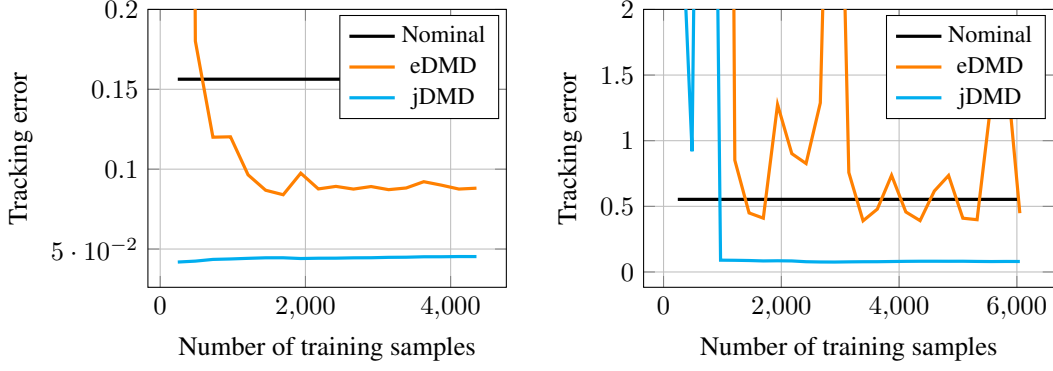 0.2
0.15
0.1
5 · 10⁻²
0
2,000
4,000
Tracking error
Number of training samples
Nominal
eDMD
jDMD
2
1.5
1
0.5
0
0
2,000
4,000
6,000
Tracking error
Number of training samples
Nominal
eDMD
jDMD